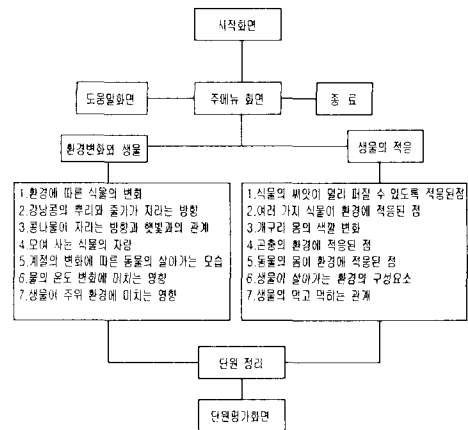 시작화면
도움말화면
주메뉴 화면
종 료
환경변화와 생물
생물의 적응
1.환경에 따른 식물의 변화
2.강낭콩의 뿌리와 줄기가 자라는 방향
3.콩나물이 자라는 방향과 햇빛과의 관계
4.모여 사는 식물의 자람
5.계절의 변화에 따른 동물의 살아가는 모습
6.물의 온도 변화에 미치는 영향
7.생물이 주위 환경에 미치는 영향
1.식물의 씨앗이 멀리 퍼질 수 있도록 적응된점
2.여러 가지 식물이 환경에 적응된 점
3.개구리 몸의 색깔 변화
4.곤충의 환경에 적응된 점
5.동물의 몸이 환경에 적응된 점
6.생물이 살아가는 환경의 구성요소
7.생물의 먹고 먹히는 관계
단원 정리
단원평가화면